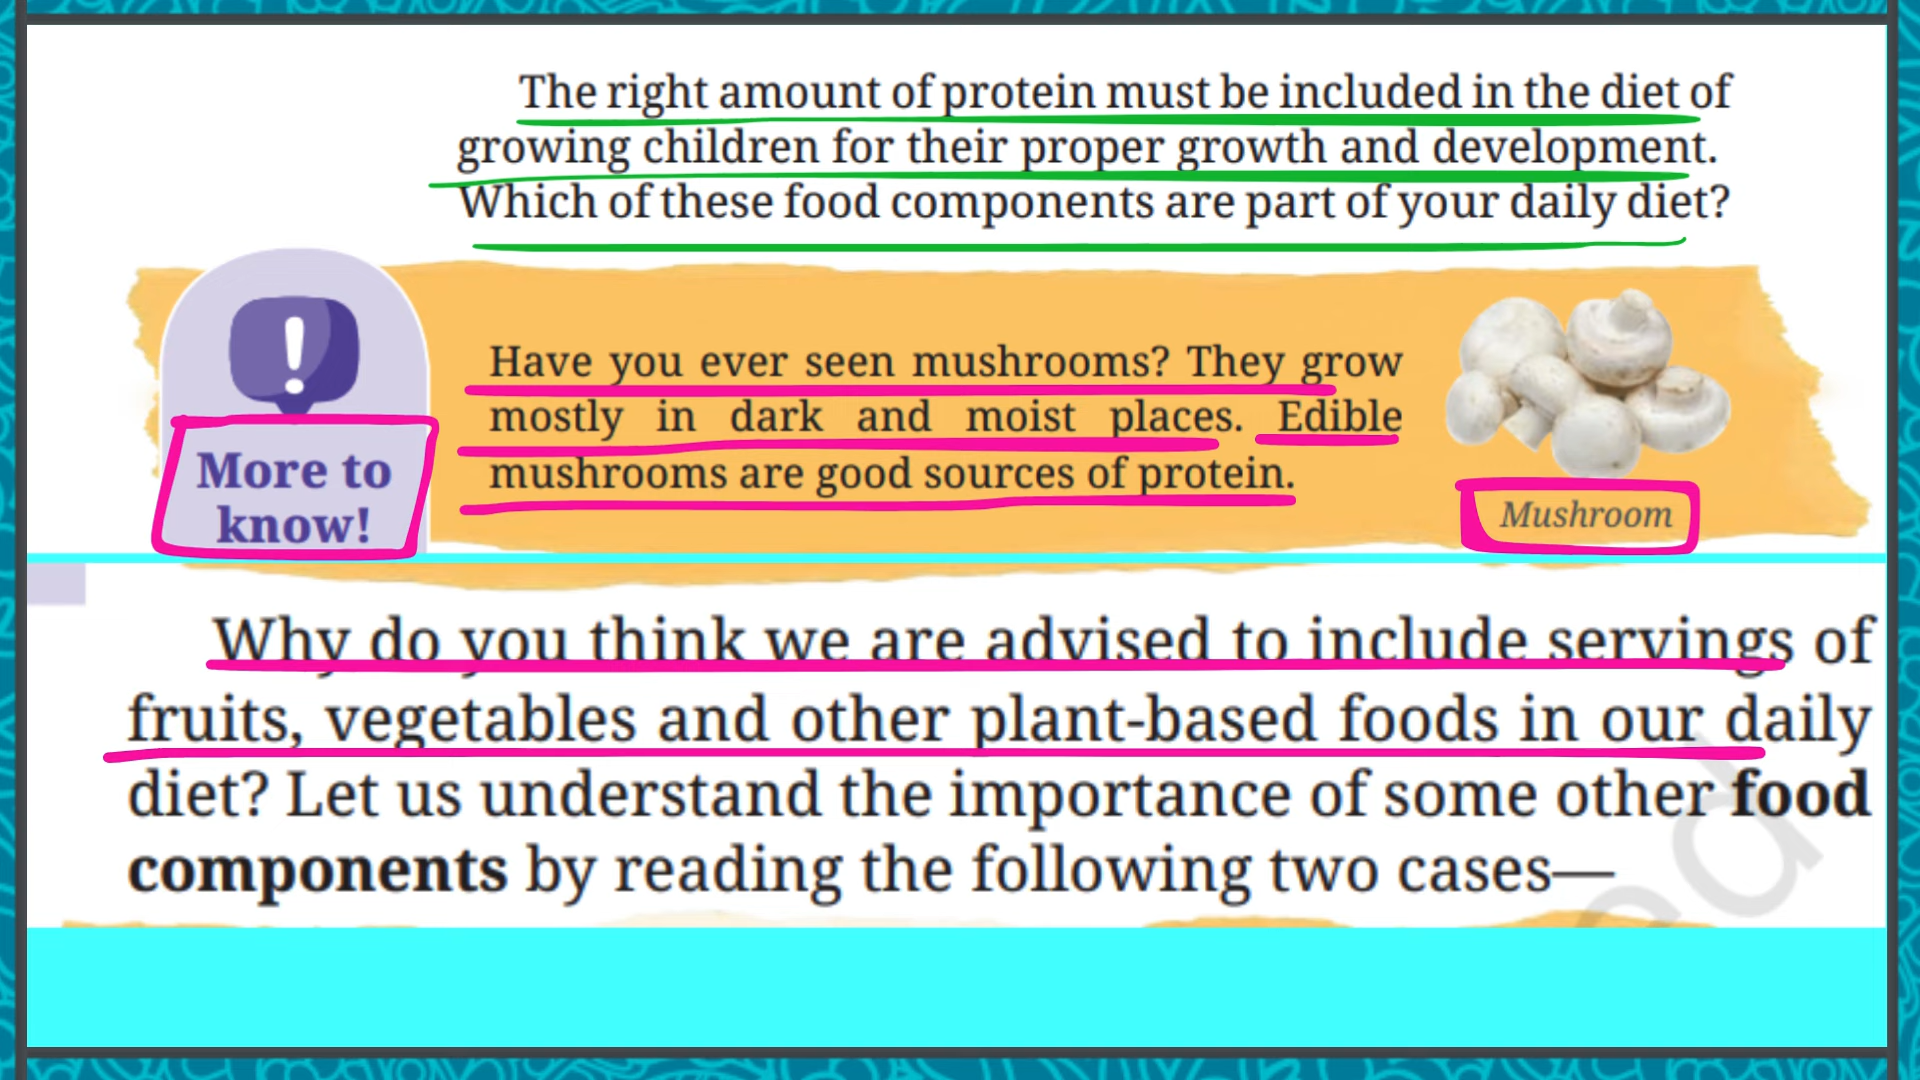 The right amount of protein must be included in the diet of
growing children for their proper growth and development.
Which of these food components are part of your daily diet?
Have you ever seen mushrooms? They grow
mostly in dark and moist places. Edible
mushrooms are good sources of protein.
More to
know!
Mushroom
Why do you think we are advised to include servings of
fruits, vegetables and other plant-based foods in our daily
diet? Let us understand the importance of some other food
components by reading the following two cases—